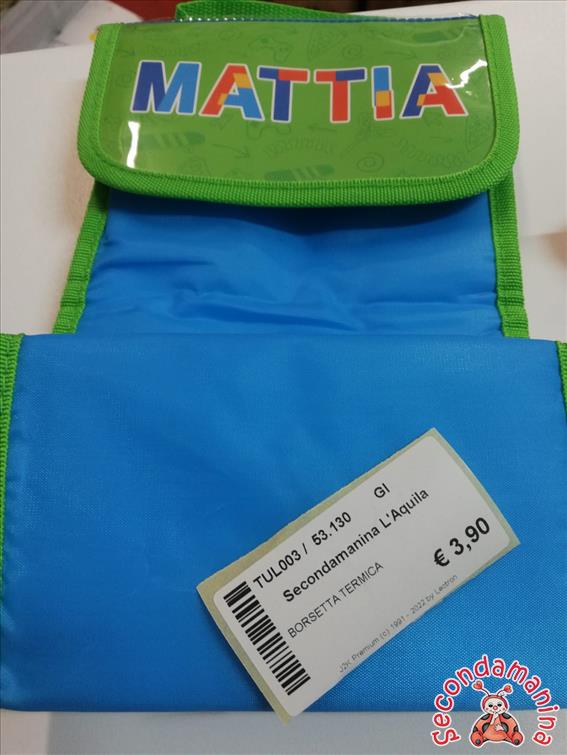 MATTIA
TUL003 / 53.130 GI
Secondamanina L'Aquila
BORSETTA TERMICA
€ 3,90
J2K Premium (c) 1991 - 2022 by Lectron
Secondamanina